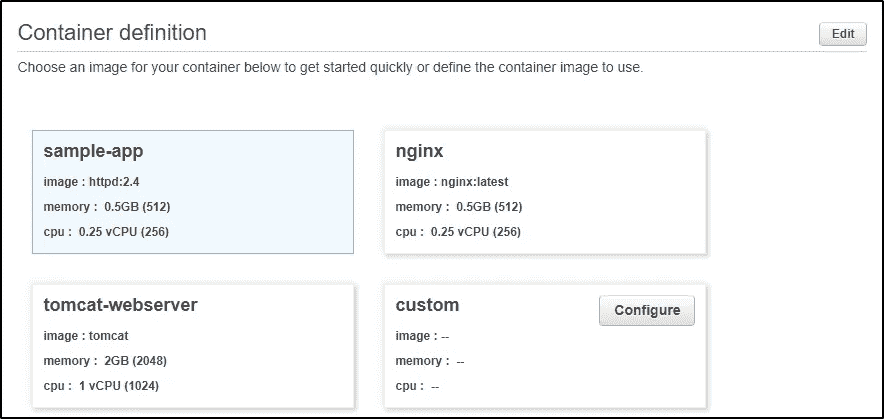 Container definition
Edit
Choose an image for your container below to get started quickly or define the container image to use.
sample-app
image : httpd:2.4
memory : 0.5GB (512)
cpu : 0.25 vCPU (256)
nginx
image : nginx:latest
memory : 0.5GB (512)
cpu : 0.25 vCPU (256)
tomcat-webserver
image : tomcat
memory : 2GB (2048)
cpu : 1 vCPU (1024)
custom
Configure
image : --
memory : --
cpu : --